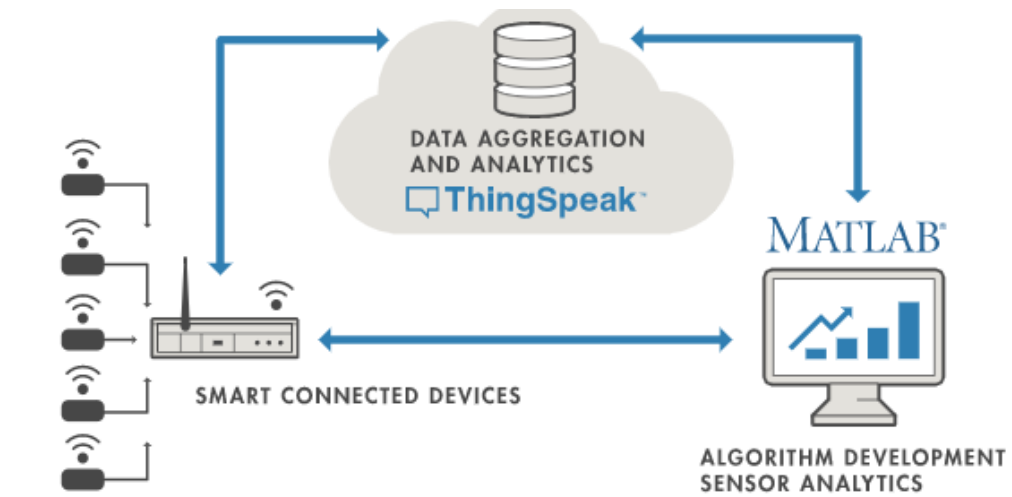 DATA AGGREGATION
AND ANALYTICS
ThingSpeak™
MATLAB®
SMART CONNECTED DEVICES
ALGORITHM DEVELOPMENT
SENSOR ANALYTICS